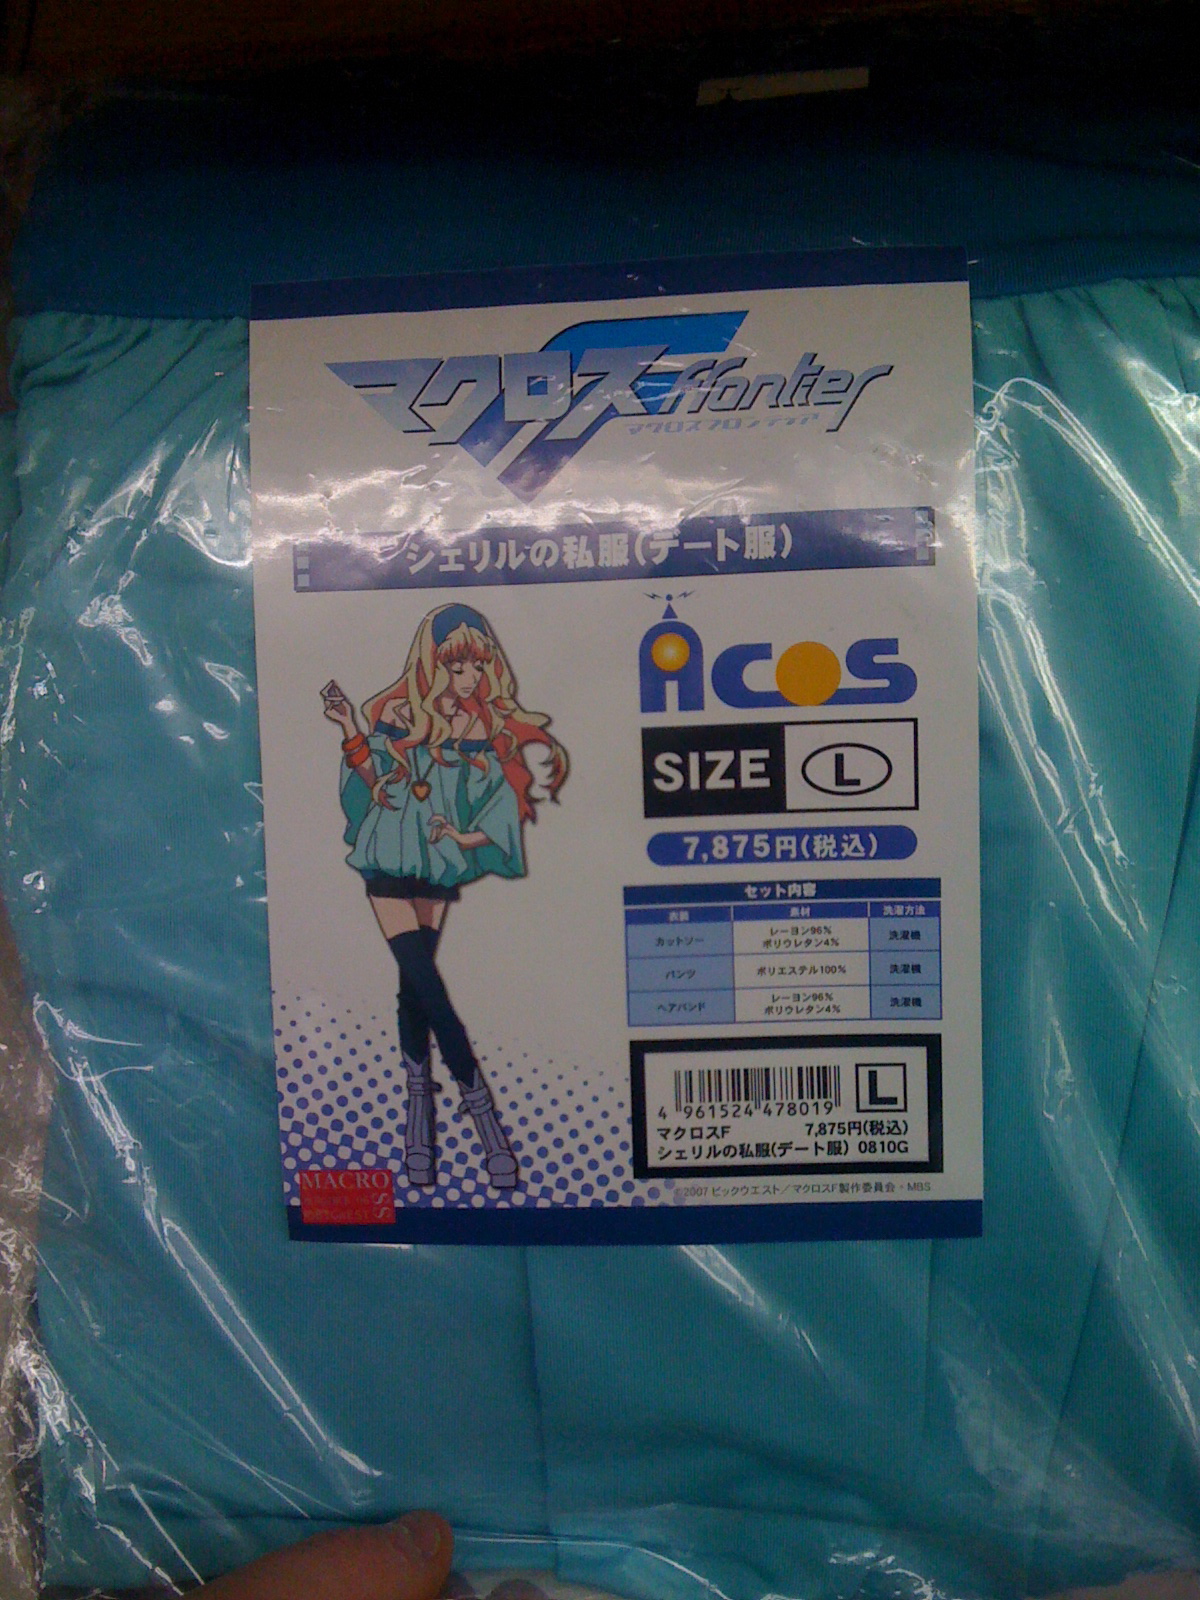 マクロスF frontier
マクロスフロンティア
シェリルの私服(デート服)
ACOS
SIZE L
7,875円(税込)
セット内容
衣装 素材 洗濯方法
カットソー レーヨン96% ポリウレタン4% 洗濯機
パンツ ポリエステル100% 洗濯機
ヘアバンド レーヨン96% ポリウレタン4% 洗濯機
L
4 961524 478019
マクロスF 7,875円(税込)
シェリルの私服(デート服) 0810G
MACROSS
©2007 ビックウエスト/マクロスF製作委員会・MBS